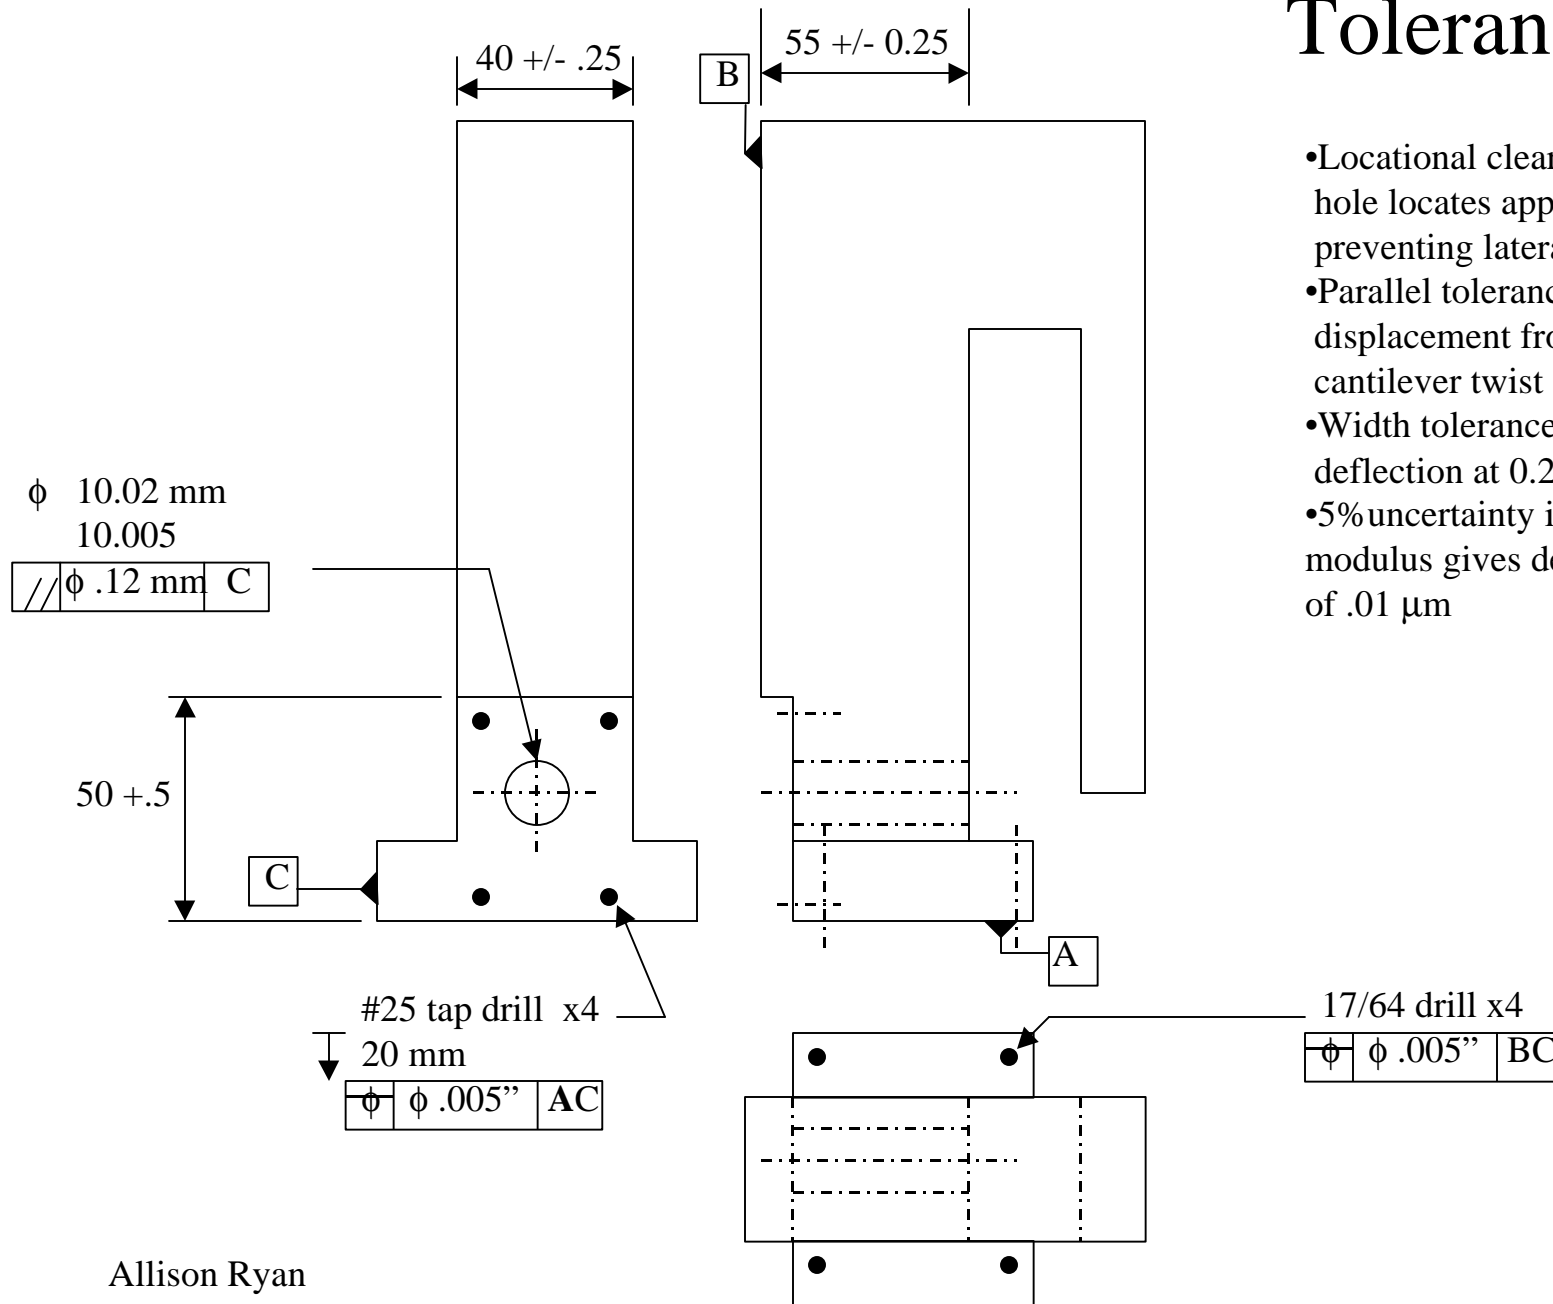 Toleran
40 +/- .25
B
55 +/- 0.25
•Locational clear
hole locates app
preventing latera
•Parallel toleranc
displacement fro
cantilever twist
•Width tolerance
deflection at 0.2
•5%uncertainty i
modulus gives de
of .01 μm
ϕ 10.02 mm
10.005
// ϕ .12 mm C
50 +.5
C
A
#25 tap drill x4
20 mm
ϕ ϕ .005” AC
17/64 drill x4
ϕ ϕ .005” BC
Allison Ryan